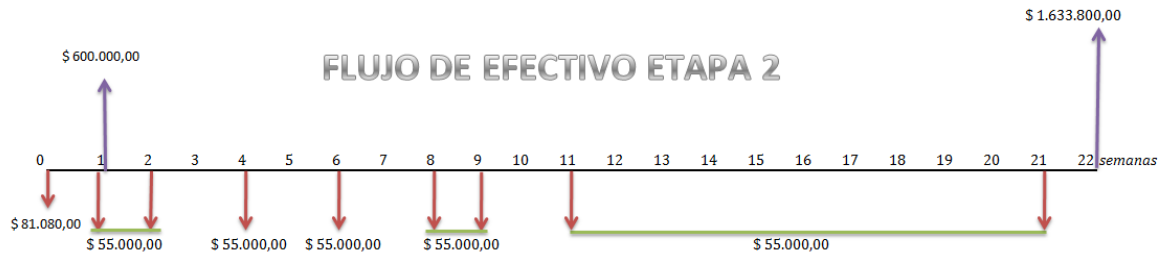 $ 1.633.800,00
$ 600.000,00
FLUJO DE EFECTIVO ETAPA 2
0 1 2 3 4 5 6 7 8 9 10 11 12 13 14 15 16 17 18 19 20 21 22 semanas
$ 81.080,00
$ 55.000,00 $ 55.000,00 $ 55.000,00 $ 55.000,00 $ 55.000,00